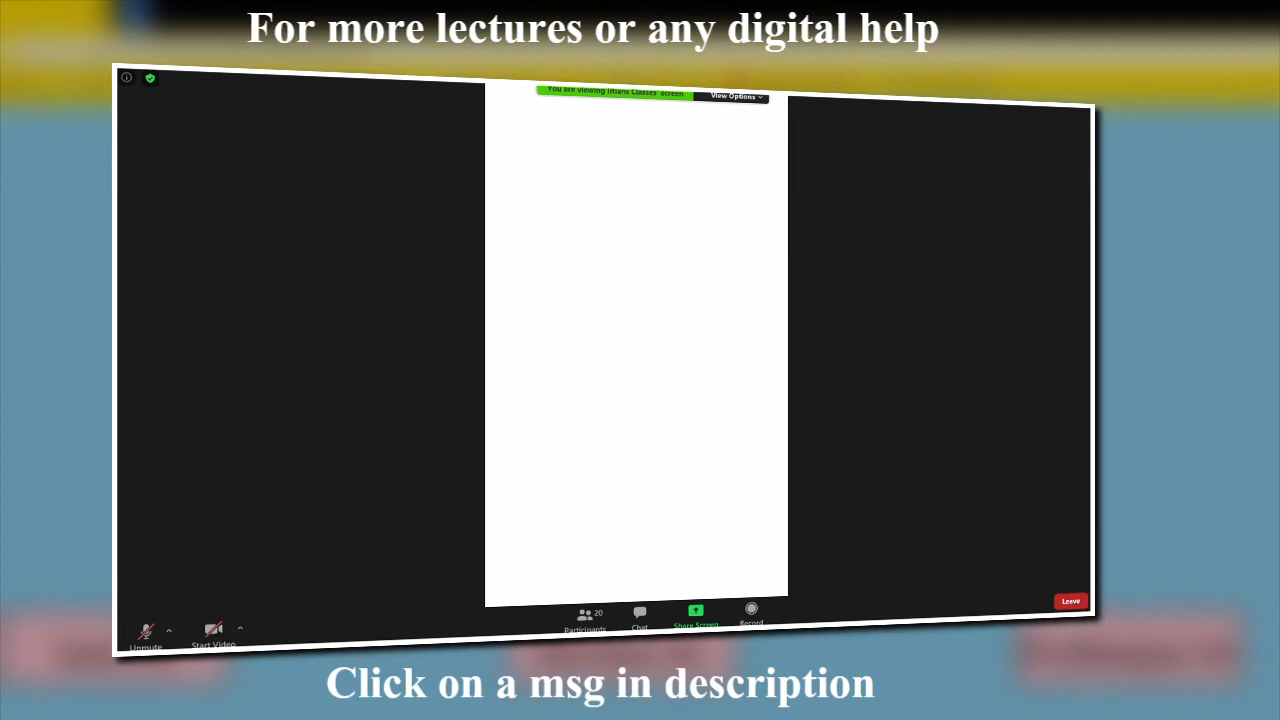 For more lectures or any digital help
You are viewing Iitians Classes' screen View Options
20
Unmute Start Video Participants Chat Share Screen Record Leave
Click on a msg in description